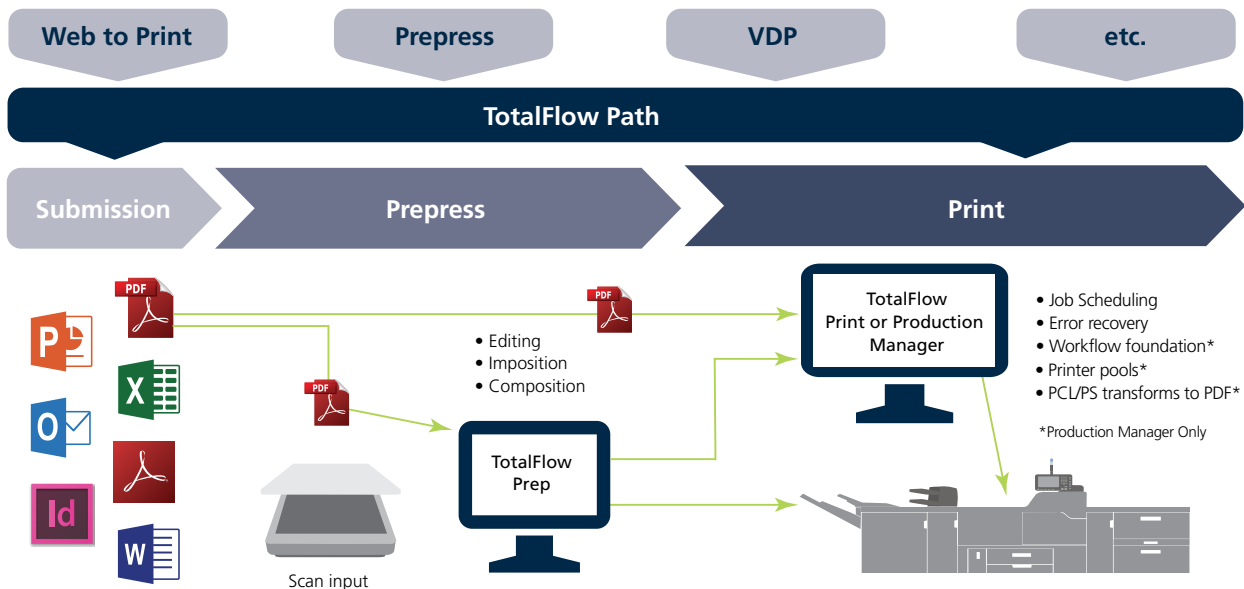 Web to Print
Prepress
VDP
etc.
TotalFlow Path
Submission
Prepress
Print
PDF
PDF
P
X
O
Id
W
PDF
• Editing
• Imposition
• Composition
Scan input
TotalFlow
Prep
TotalFlow
Print or Production
Manager
• Job Scheduling
• Error recovery
• Workflow foundation*
• Printer pools*
• PCL/PS transforms to PDF*
*Production Manager Only